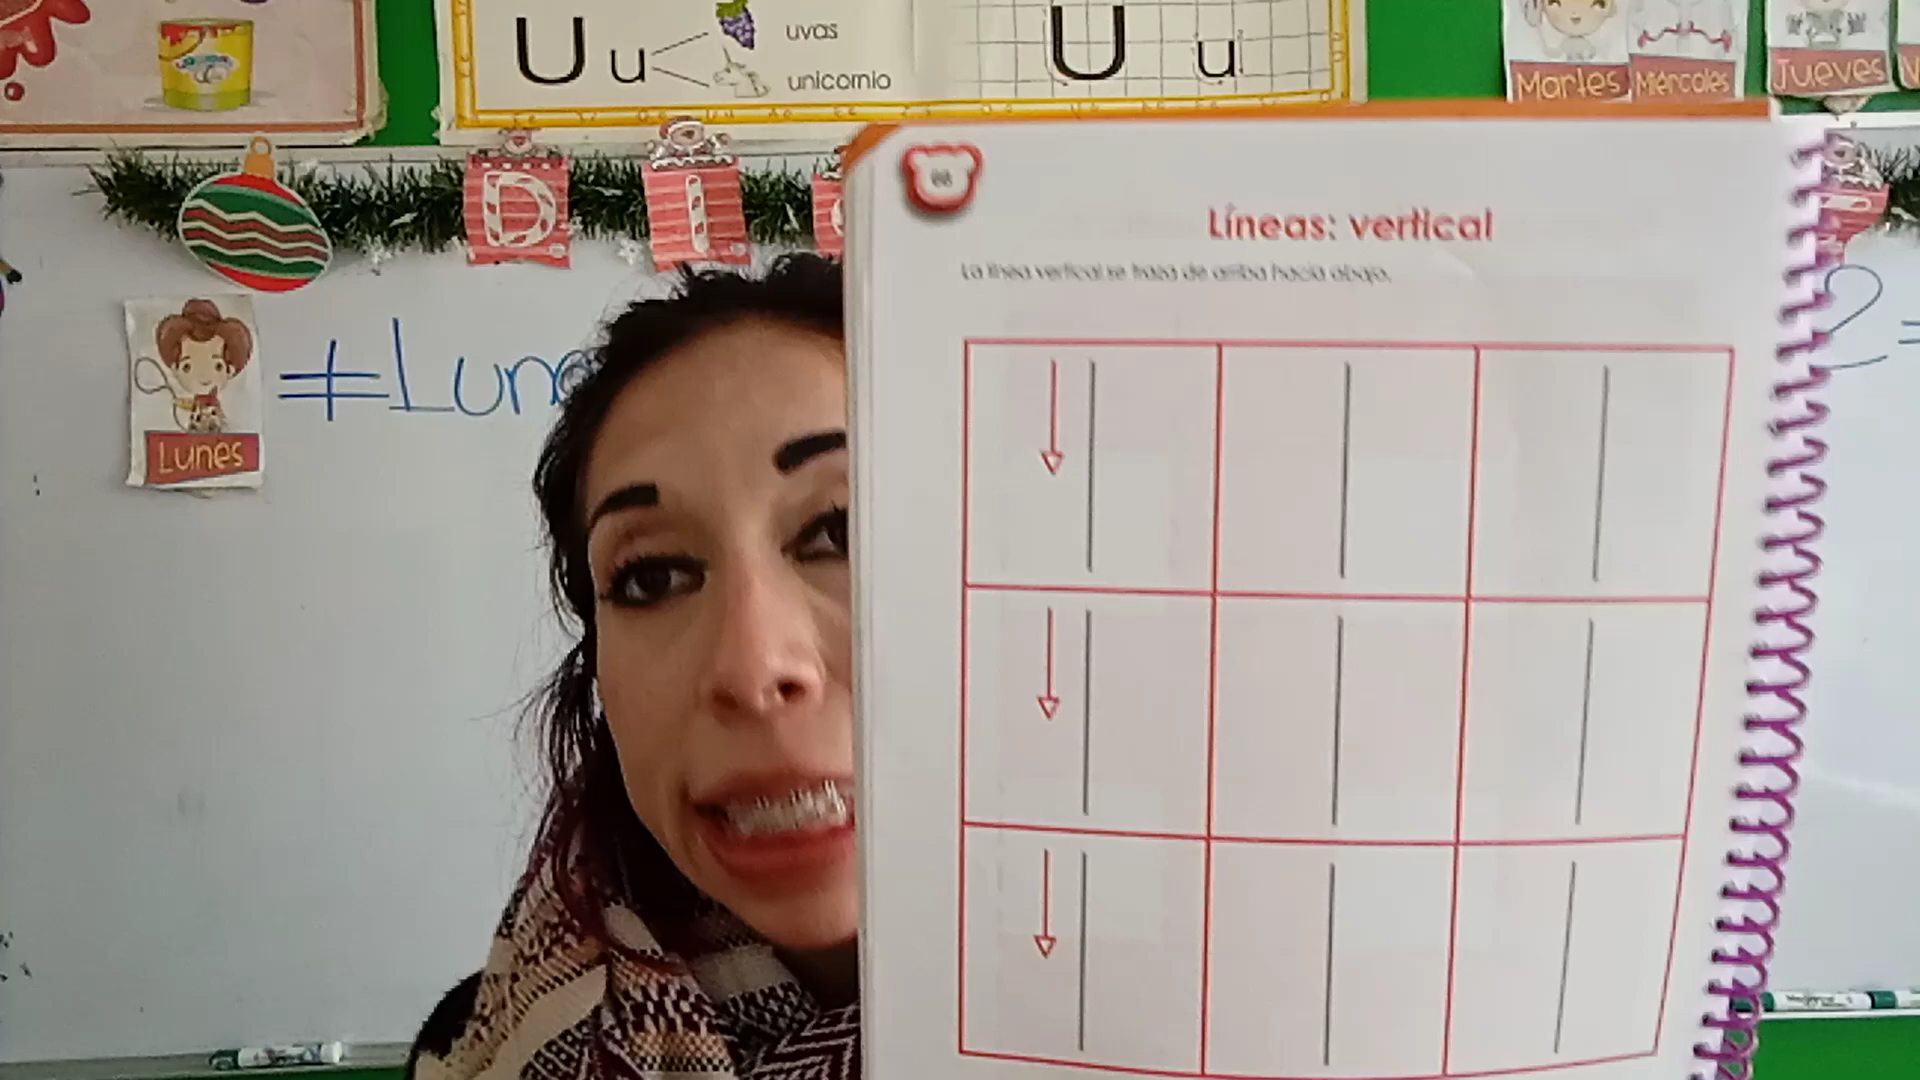 U u
uvas
unicornio
U u
Martes
Miércoles
Jueves
D I
Lunes
≠Lun
Líneas: vertical
La línea vertical se traza de arriba hacia abajo.